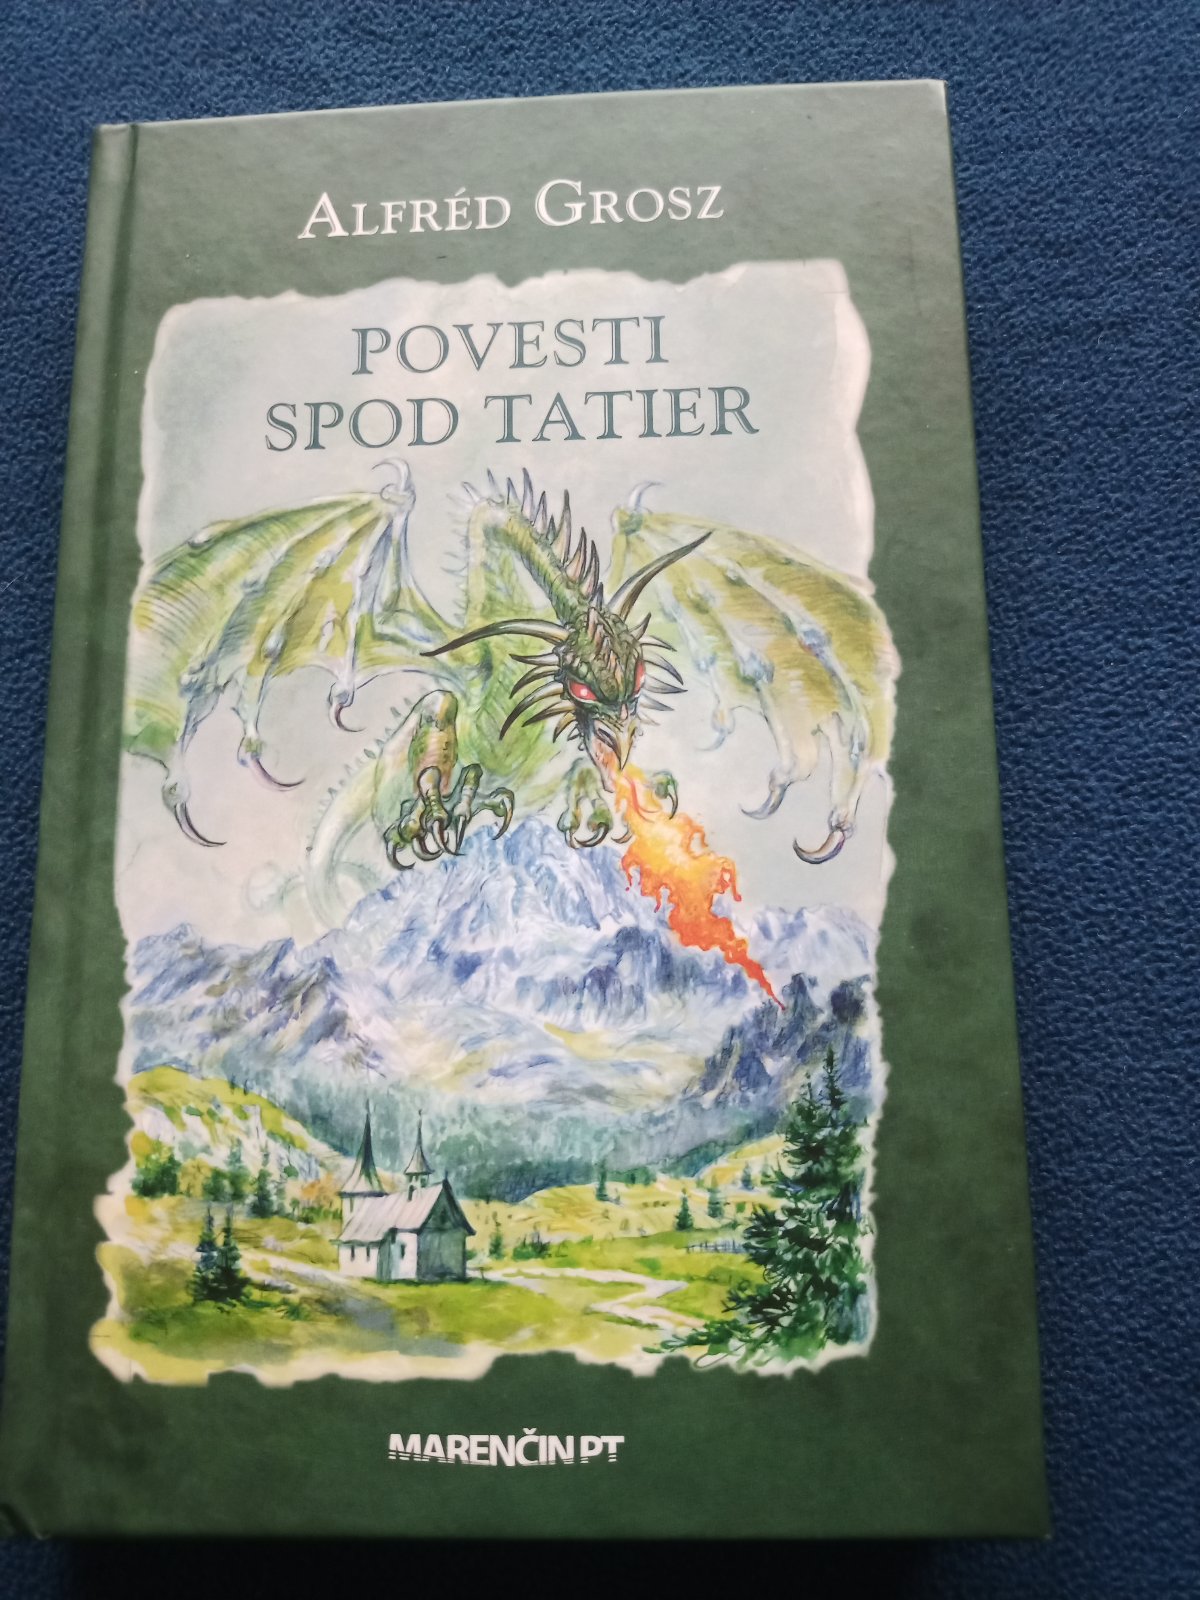 ALFRÉD GROSZ
POVESTI
SPOD TATIER
MARENČIN PT